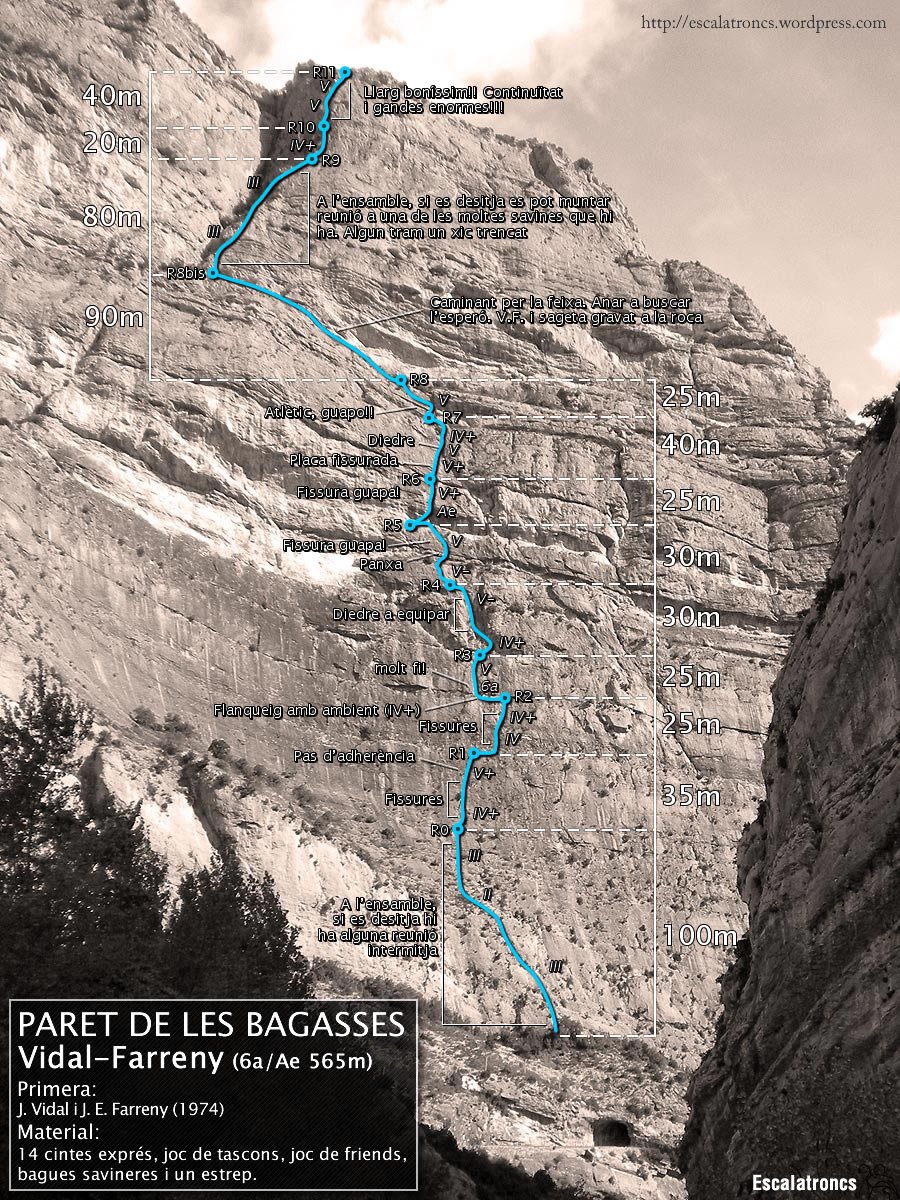 http://escalatroncs.wordpress.com
R11
V
40m
Llarg boníssim!! Continuïtat
i gandes enormes!!!
V
R10
20m
IV+
R9
III
80m
A l'ensamble, si es desitja es pot muntar
reunió a una de les moltes savines que hi
ha. Algun tram un xic trencat
III
R8bis
90m
Caminant per la feixa. Anar a buscar
l'esperó. V.F. i sageta gravat a la roca
R8
25m
V
Atlètic, guapo!!
R7
IV+
Diedre
40m
V
Placa fissurada
V+
R6
Fissura guapa!
V+
25m
Ae
R5
Fissura guapa!
V
30m
Panxa
V-
R4
V-
Diedre a equipar
30m
IV+
R3
molt fi!
V
25m
6a
R2
Flanqueig amb ambient (IV+)
IV+
Fissures
25m
IV
R1
Pas d'adherència
V+
Fissures
35m
IV+
R0
III
II
A l'ensamble,
si es desitja hi
ha alguna reunió
intermitja
100m
III
PARET DE LES BAGASSES
Vidal-Farreny (6a/Ae 565m)
Primera:
J. Vidal i J. E. Farreny (1974)
Material:
14 cintes exprés, joc de tascons, joc de friends,
bagues savineres i un estrep.
Escalatroncs